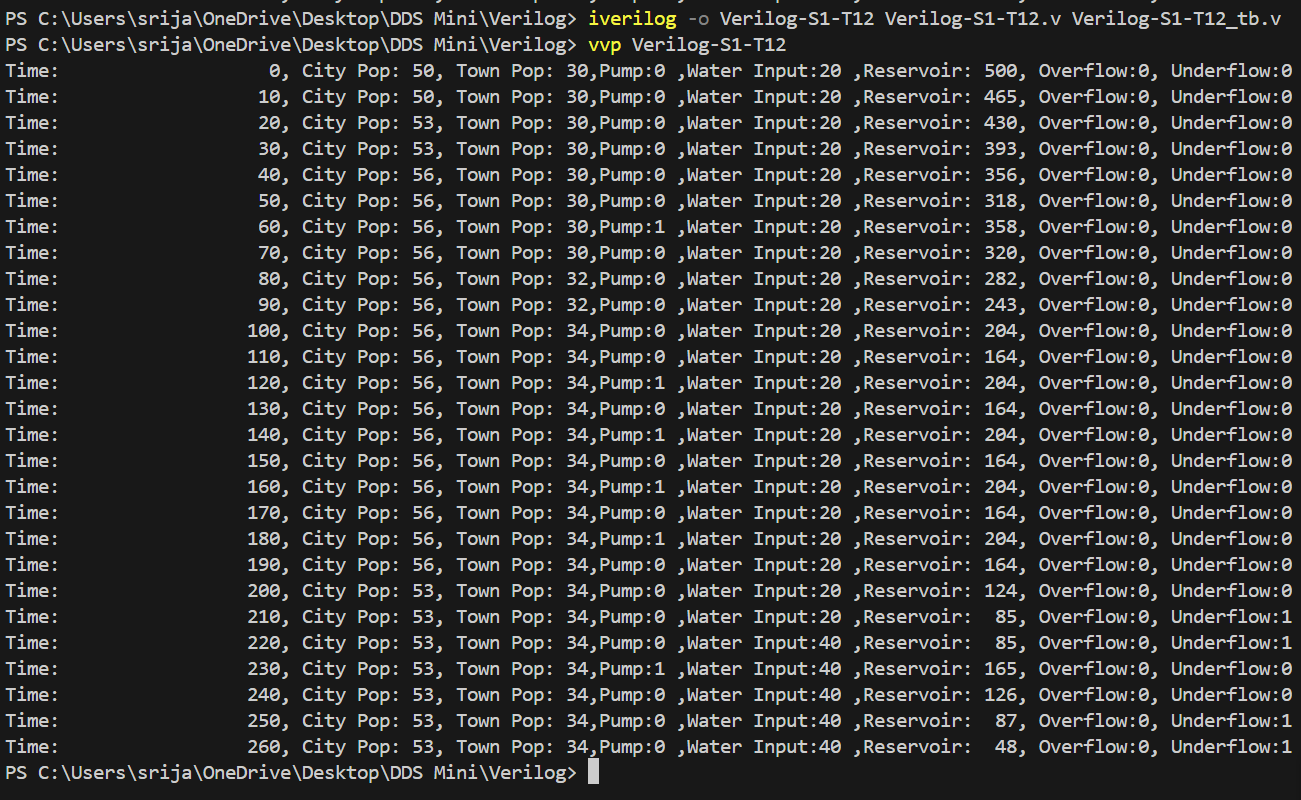 PS C:\Users\srija\OneDrive\Desktop\DDS Mini\Verilog> iverilog -o Verilog-S1-T12 Verilog-S1-T12.v Verilog-S1-T12_tb.v
PS C:\Users\srija\OneDrive\Desktop\DDS Mini\Verilog> vvp Verilog-S1-T12
Time:                   0, City Pop: 50, Town Pop: 30,Pump:0 ,Water Input:20 ,Reservoir: 500, Overflow:0, Underflow:0
Time:                  10, City Pop: 50, Town Pop: 30,Pump:0 ,Water Input:20 ,Reservoir: 465, Overflow:0, Underflow:0
Time:                  20, City Pop: 53, Town Pop: 30,Pump:0 ,Water Input:20 ,Reservoir: 430, Overflow:0, Underflow:0
Time:                  30, City Pop: 53, Town Pop: 30,Pump:0 ,Water Input:20 ,Reservoir: 393, Overflow:0, Underflow:0
Time:                  40, City Pop: 56, Town Pop: 30,Pump:0 ,Water Input:20 ,Reservoir: 356, Overflow:0, Underflow:0
Time:                  50, City Pop: 56, Town Pop: 30,Pump:0 ,Water Input:20 ,Reservoir: 318, Overflow:0, Underflow:0
Time:                  60, City Pop: 56, Town Pop: 30,Pump:1 ,Water Input:20 ,Reservoir: 358, Overflow:0, Underflow:0
Time:                  70, City Pop: 56, Town Pop: 30,Pump:0 ,Water Input:20 ,Reservoir: 320, Overflow:0, Underflow:0
Time:                  80, City Pop: 56, Town Pop: 32,Pump:0 ,Water Input:20 ,Reservoir: 282, Overflow:0, Underflow:0
Time:                  90, City Pop: 56, Town Pop: 32,Pump:0 ,Water Input:20 ,Reservoir: 243, Overflow:0, Underflow:0
Time:                 100, City Pop: 56, Town Pop: 34,Pump:0 ,Water Input:20 ,Reservoir: 204, Overflow:0, Underflow:0
Time:                 110, City Pop: 56, Town Pop: 34,Pump:0 ,Water Input:20 ,Reservoir: 164, Overflow:0, Underflow:0
Time:                 120, City Pop: 56, Town Pop: 34,Pump:1 ,Water Input:20 ,Reservoir: 204, Overflow:0, Underflow:0
Time:                 130, City Pop: 56, Town Pop: 34,Pump:0 ,Water Input:20 ,Reservoir: 164, Overflow:0, Underflow:0
Time:                 140, City Pop: 56, Town Pop: 34,Pump:1 ,Water Input:20 ,Reservoir: 204, Overflow:0, Underflow:0
Time:                 150, City Pop: 56, Town Pop: 34,Pump:0 ,Water Input:20 ,Reservoir: 164, Overflow:0, Underflow:0
Time:                 160, City Pop: 56, Town Pop: 34,Pump:1 ,Water Input:20 ,Reservoir: 204, Overflow:0, Underflow:0
Time:                 170, City Pop: 56, Town Pop: 34,Pump:0 ,Water Input:20 ,Reservoir: 164, Overflow:0, Underflow:0
Time:                 180, City Pop: 56, Town Pop: 34,Pump:1 ,Water Input:20 ,Reservoir: 204, Overflow:0, Underflow:0
Time:                 190, City Pop: 56, Town Pop: 34,Pump:0 ,Water Input:20 ,Reservoir: 164, Overflow:0, Underflow:0
Time:                 200, City Pop: 53, Town Pop: 34,Pump:0 ,Water Input:20 ,Reservoir: 124, Overflow:0, Underflow:0
Time:                 210, City Pop: 53, Town Pop: 34,Pump:0 ,Water Input:20 ,Reservoir:  85, Overflow:0, Underflow:1
Time:                 220, City Pop: 53, Town Pop: 34,Pump:0 ,Water Input:40 ,Reservoir:  85, Overflow:0, Underflow:1
Time:                 230, City Pop: 53, Town Pop: 34,Pump:1 ,Water Input:40 ,Reservoir: 165, Overflow:0, Underflow:0
Time:                 240, City Pop: 53, Town Pop: 34,Pump:0 ,Water Input:40 ,Reservoir: 126, Overflow:0, Underflow:0
Time:                 250, City Pop: 53, Town Pop: 34,Pump:0 ,Water Input:40 ,Reservoir:  87, Overflow:0, Underflow:1
Time:                 260, City Pop: 53, Town Pop: 34,Pump:0 ,Water Input:40 ,Reservoir:  48, Overflow:0, Underflow:1
PS C:\Users\srija\OneDrive\Desktop\DDS Mini\Verilog>